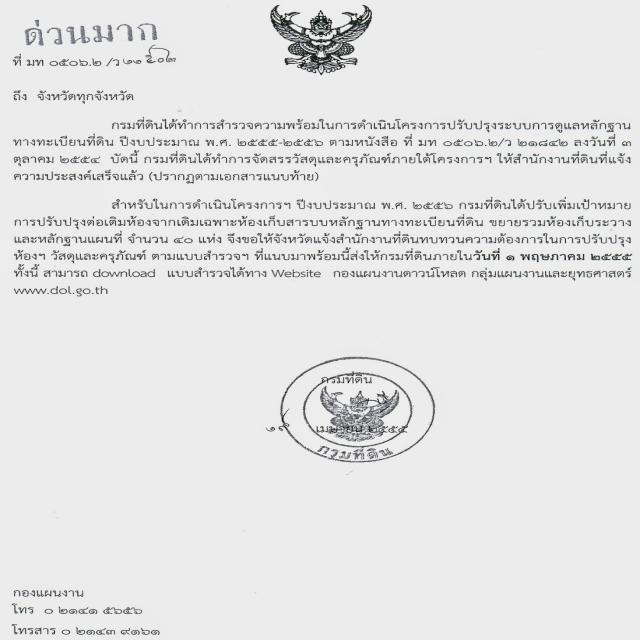 ด่วนมาก
ที่ มท ๐๕๐๖.๒ /ว
ถึง จังหวัดทุกจังหวัด
กรมที่ดินได้ทำการสำรวจความพร้อมในการดำเนินโครงการปรับปรุงระบบการดูแลหลักฐาน
ทางทะเบียนที่ดิน ปีงบประมาณ พ.ศ. ๒๕๕๕-๒๕๕๖ ตามหนังสือ ที่ มท ๐๕๐๖.๒/ว ๒๑๘๔๒ ลงวันที่ ๓
ตุลาคม ๒๕๕๔ บัดนี้ กรมที่ดินได้ทำการจัดสรรวัสดุและครุภัณฑ์ภายใต้โครงการฯ ให้สำนักงานที่ดินที่แจ้ง
ความประสงค์เสร็จแล้ว (ปรากฏตามเอกสารแนบท้าย)
สำหรับในการดำเนินโครงการฯ ปีงบประมาณ พ.ศ. ๒๕๕๖ กรมที่ดินได้ปรับเพิ่มเป้าหมาย
การปรับปรุงต่อเติมห้องจากเดิมเฉพาะห้องเก็บสารบบหลักฐานทางทะเบียนที่ดิน ขยายรวมห้องเก็บระวาง
และหลักฐานแผนที่ จำนวน ๔๐ แห่ง จึงขอให้จังหวัดแจ้งสำนักงานที่ดินทบทวนความต้องการในการปรับปรุง
ห้องฯ วัสดุและครุภัณฑ์ ตามแบบสำรวจฯ ที่แนบมาพร้อมนี้ส่งให้กรมที่ดินภายในวันที่ ๑ พฤษภาคม ๒๕๕๕
ทั้งนี้ สามารถ download แบบสำรวจได้ทาง Website กองแผนงานดาวน์โหลด กลุ่มแผนงานและยุทธศาสตร์
www.dol.go.th
กรมที่ดิน
๑๙ เมษายน ๒๕๕๕
กรมที่ดิน
กองแผนงาน
โทร ๐ ๒๑๔๑ ๕๖๕๖
โทรสาร ๐ ๒๑๔๓ ๙๑๖๑